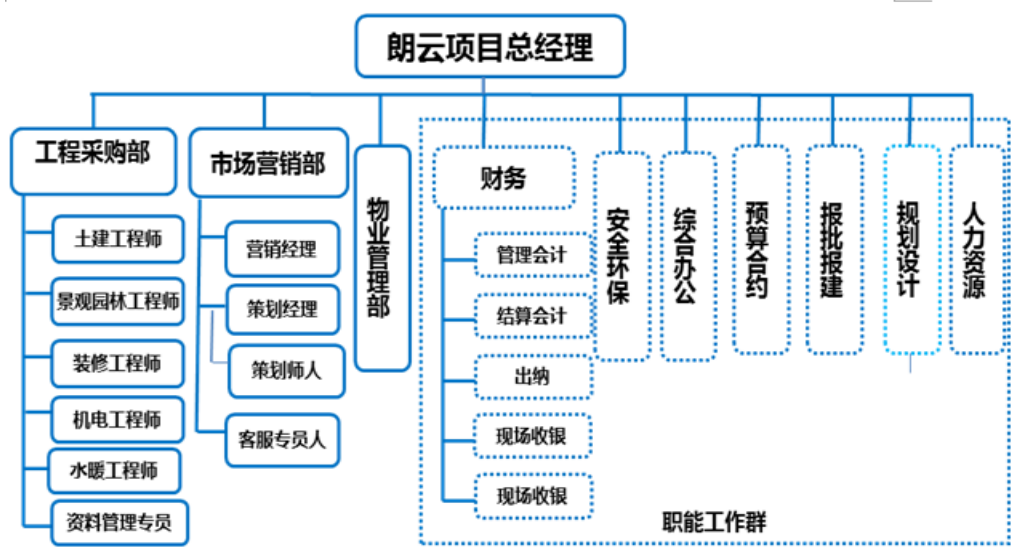 朗云项目总经理
工程采购部
土建工程师
景观园林工程师
装修工程师
机电工程师
水暖工程师
资料管理专员
市场营销部
营销经理
策划经理
策划师人
客服专员人
物业管理部
财务
管理会计
结算会计
出纳
现场收银
现场收银
安全环保
综合办公
预算合约
报批报建
规划设计
人力资源
职能工作群